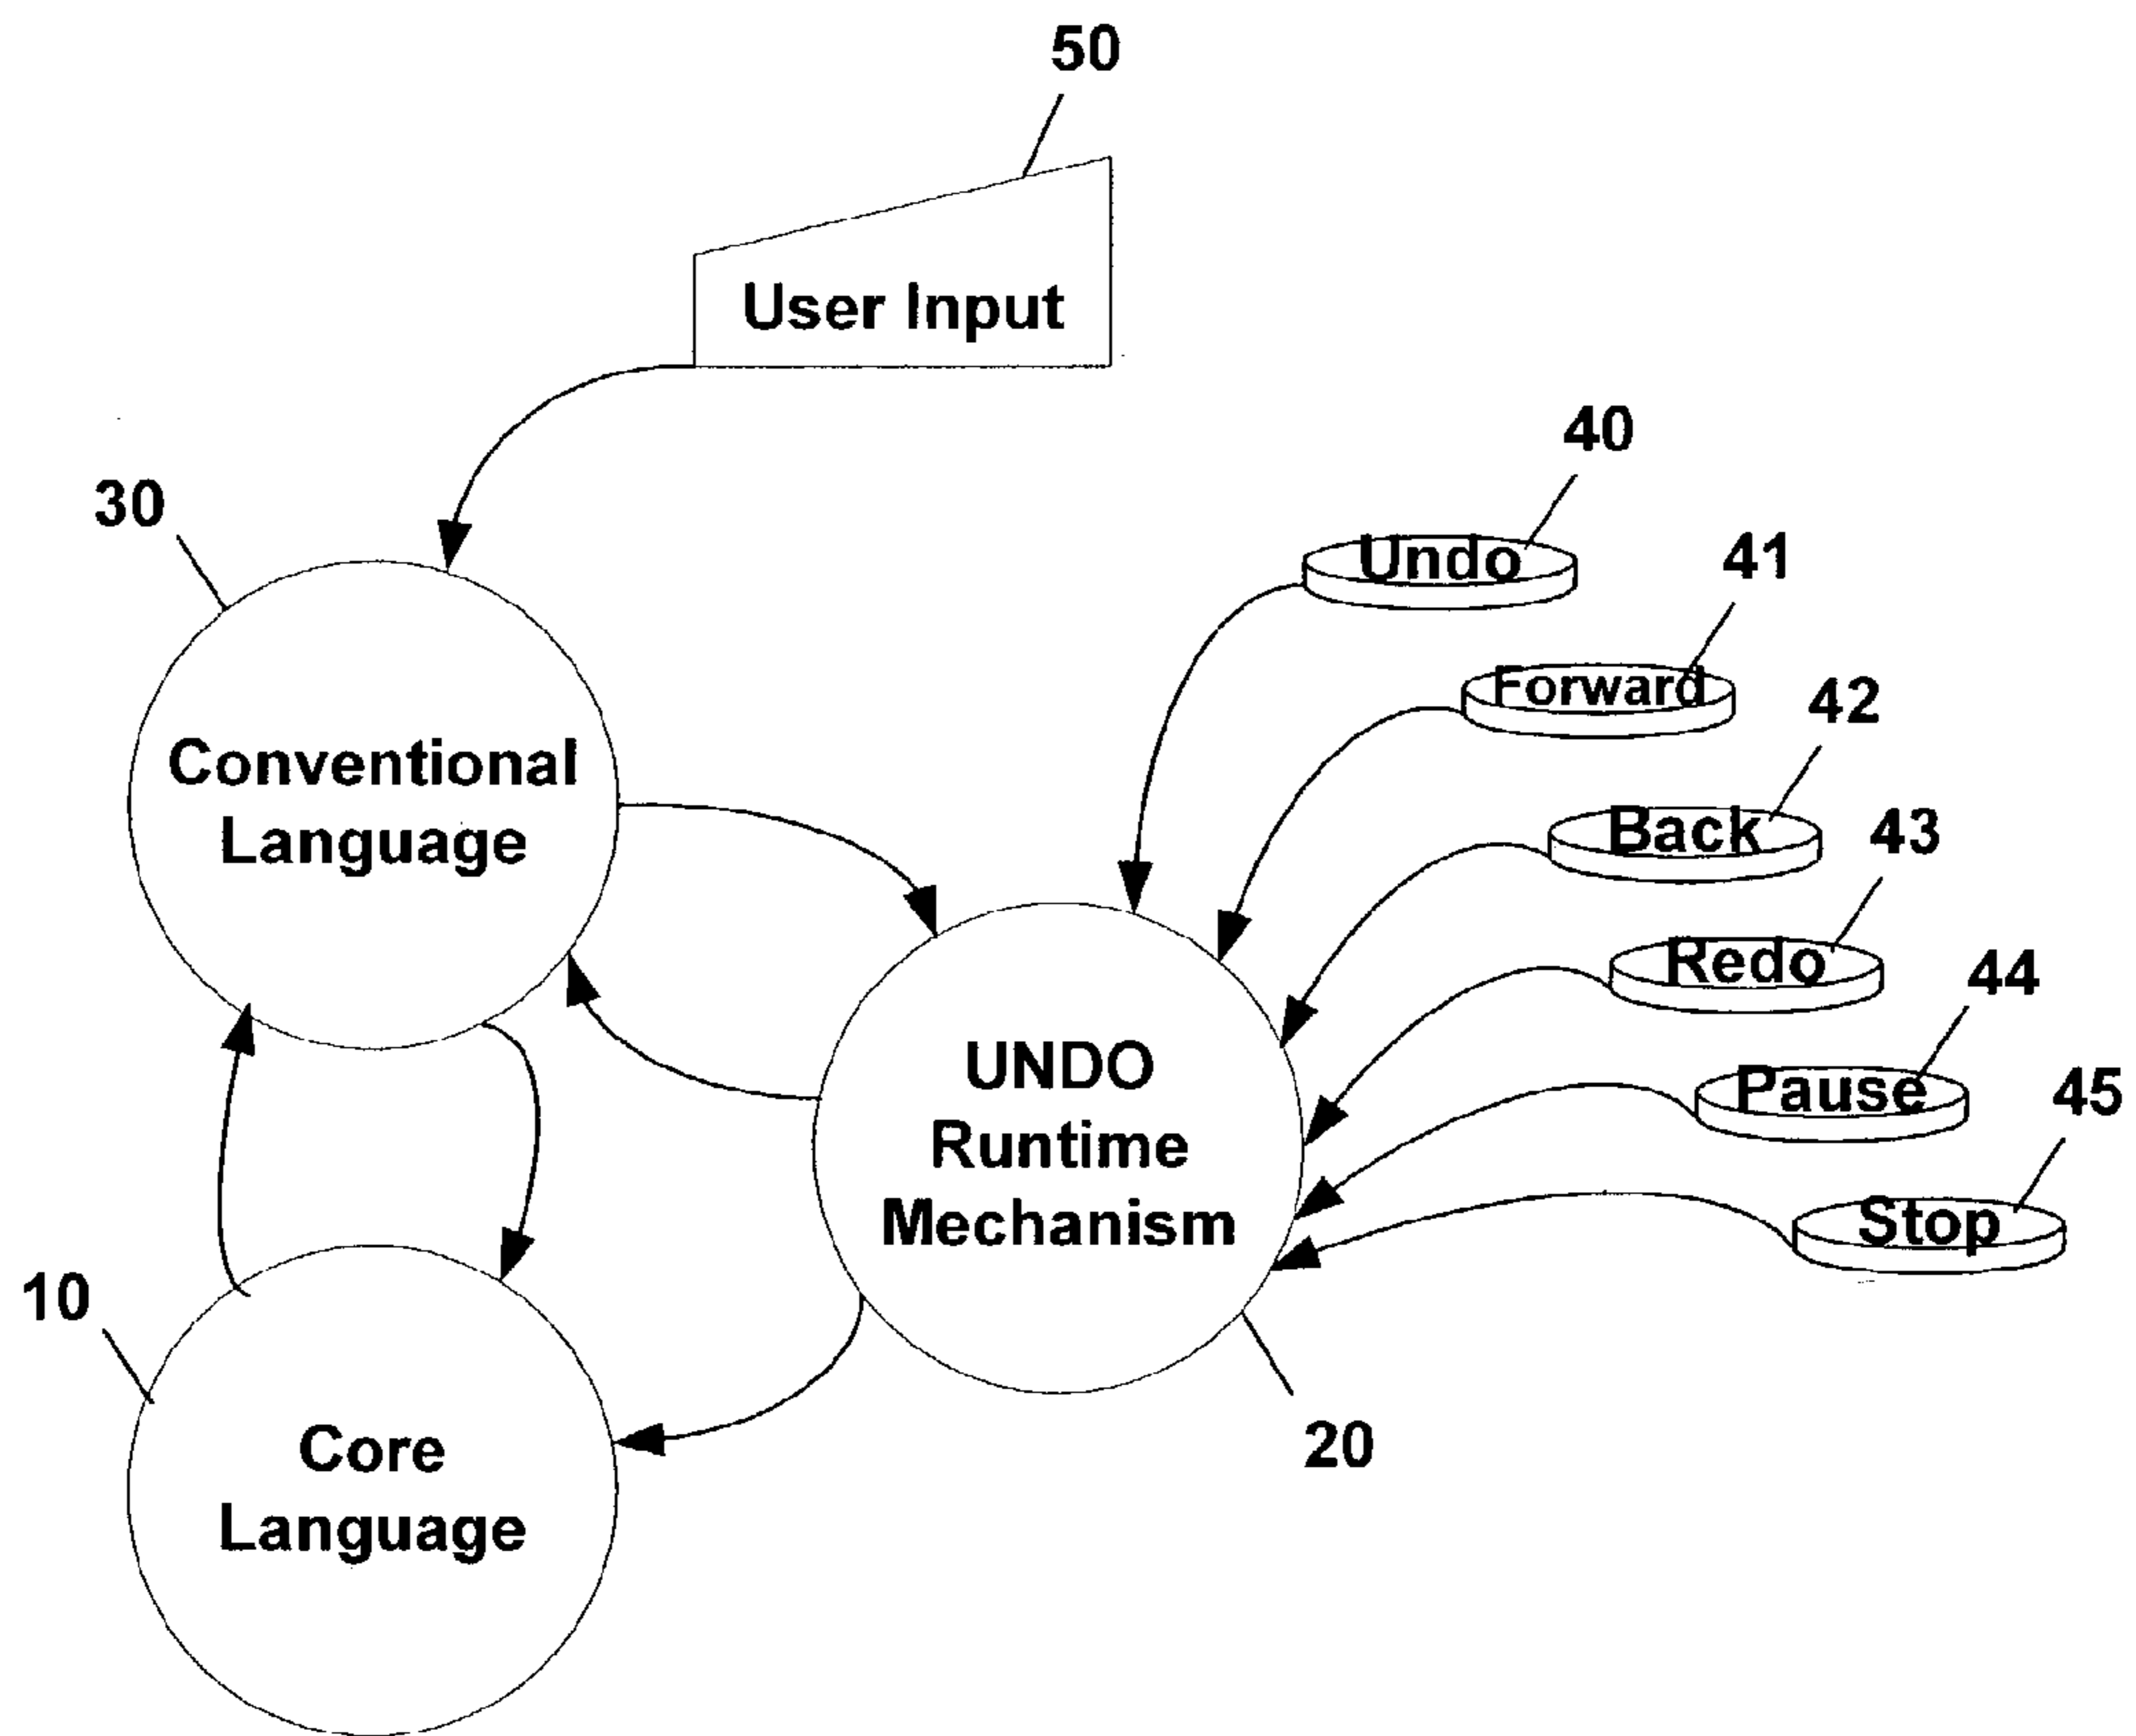 50
User Input
40
Undo
30
41
Forward
42
Back
Conventional
Language
43
Redo
44
Pause
45
Stop
UNDO
Runtime
Mechanism
10
20
Core
Language